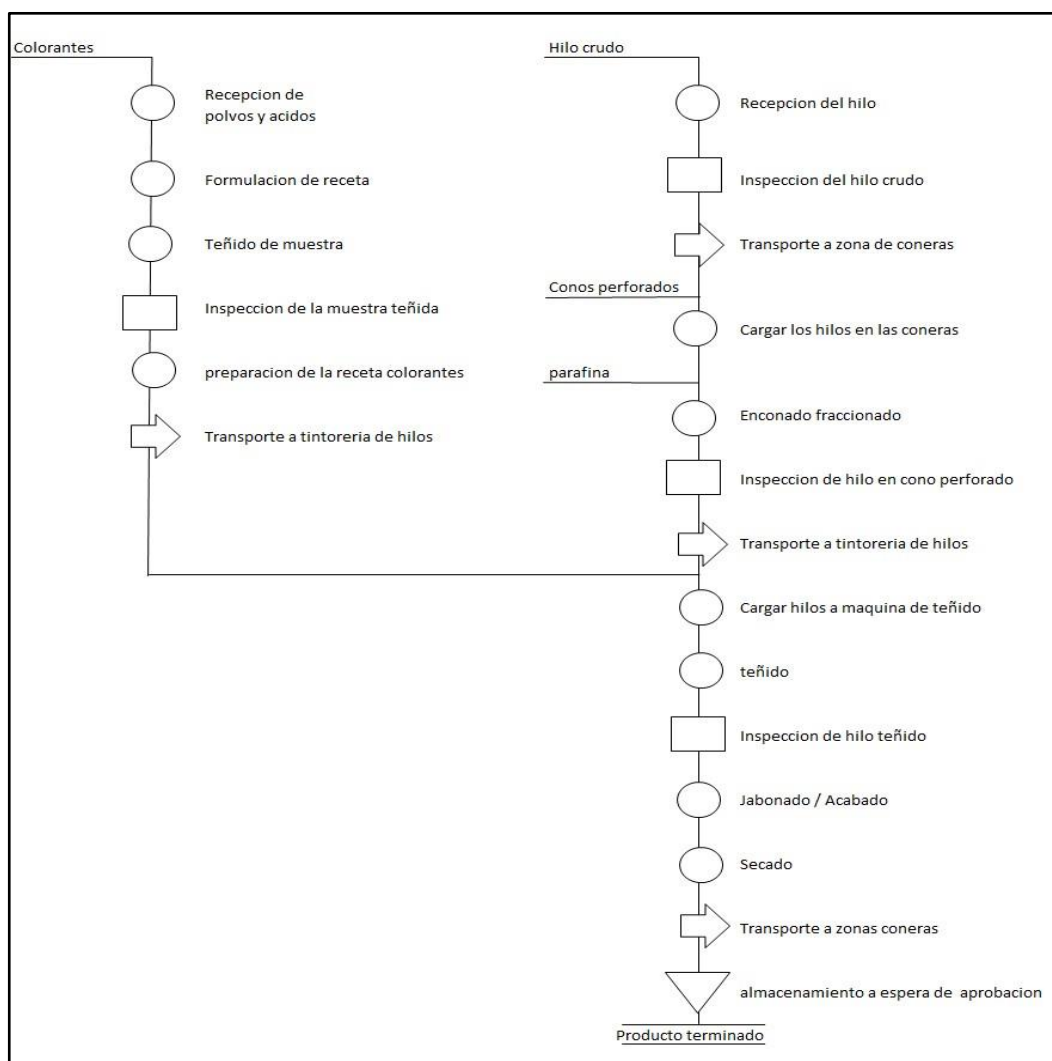 Colorantes
Recepcion de
polvos y acidos
Formulacion de receta
Teñido de muestra
Inspeccion de la muestra teñida
preparacion de la receta colorantes
Transporte a tintoreria de hilos
Hilo crudo
Recepcion del hilo
Inspeccion del hilo crudo
Transporte a zona de coneras
Conos perforados
Cargar los hilos en las coneras
parafina
Enconado fraccionado
Inspeccion de hilo en cono perforado
Transporte a tintoreria de hilos
Cargar hilos a maquina de teñido
teñido
Inspeccion de hilo teñido
Jabonado / Acabado
Secado
Transporte a zonas coneras
almacenamiento a espera de aprobacion
Producto terminado